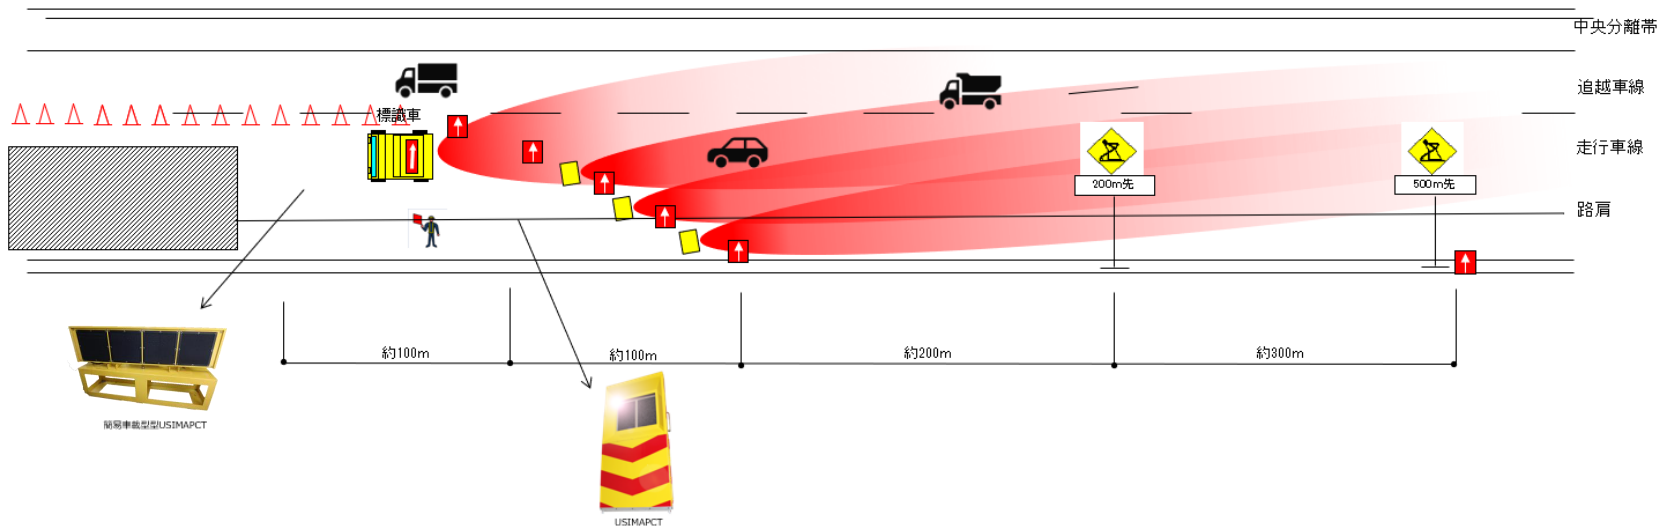 中央分離帯
追越車線
標識車
走行車線
200m先
500m先
路肩
約100m
約100m
約200m
約300m
簡易車載型型USIMAPCT
USIMAPCT